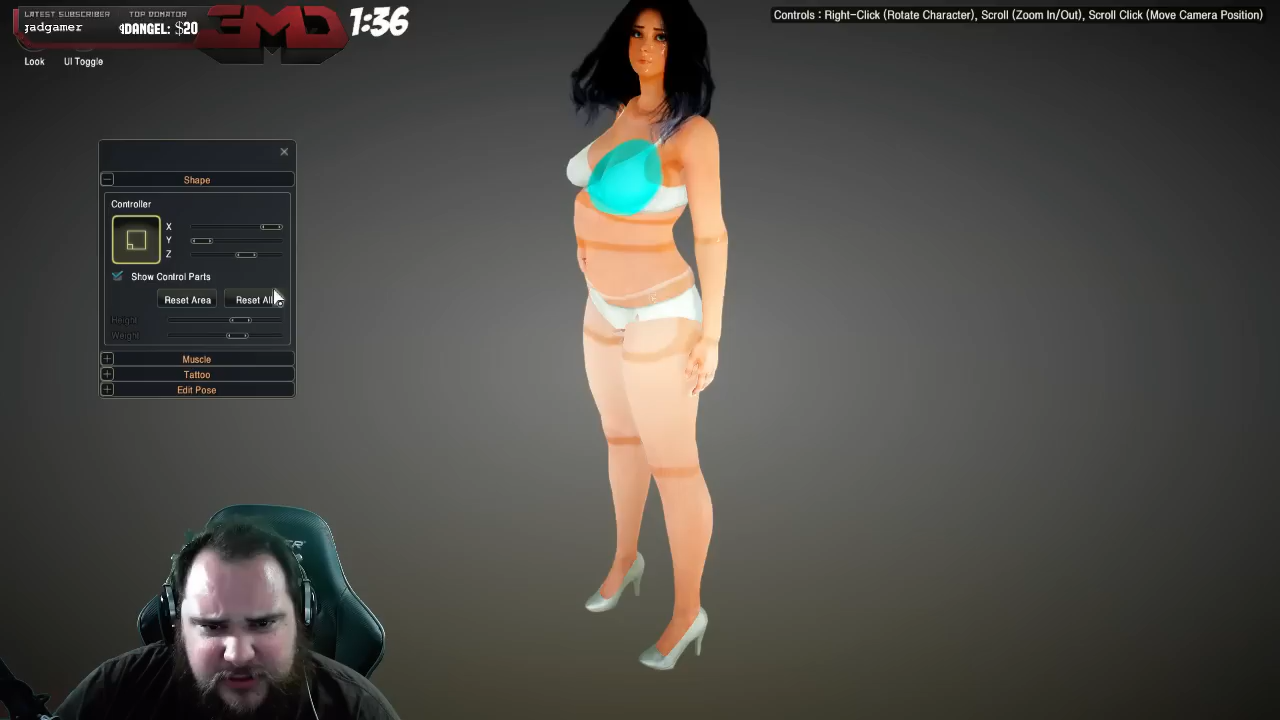 LATEST SUBSCRIBER TOP DONATOR
jadgamer IDANGEL: $20
3MD
1:36
Controls : Right-Click (Rotate Character), Scroll (Zoom In/Out), Scroll Click (Move Camera Position)
Look UI Toggle
Shape
Controller
X
Y
Z
Show Control Parts
Reset Area Reset All
Height
Weight
Muscle
Tattoo
Edit Pose